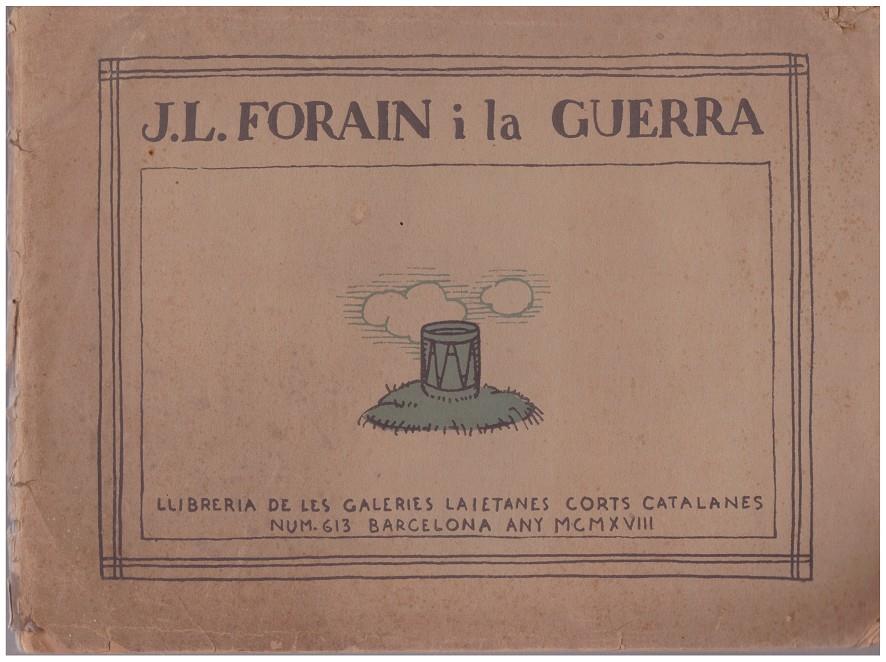 J.L. FORAIN i la GUERRA
LLIBRERIA DE LES GALERIES LAIETANES CORTS CATALANES
NUM. 613 BARCELONA ANY MCMXVIII